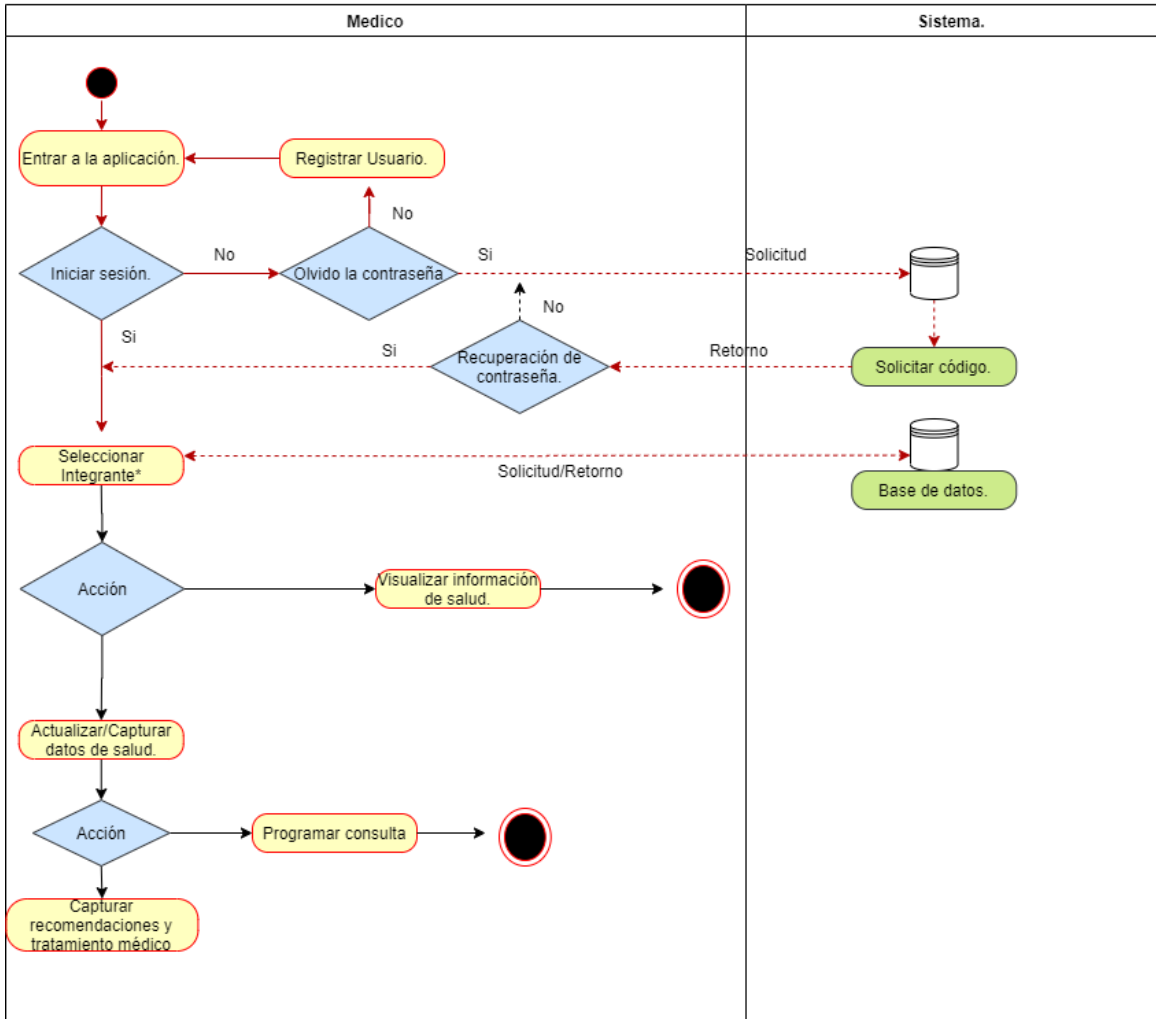 Medico
Sistema.
Entrar a la aplicación.
Registrar Usuario.
No
Iniciar sesión.
No
Olvido la contraseña
Si
Solicitud
No
Si
Si
Recuperación de
contraseña.
Retorno
Solicitar código.
Seleccionar
Integrante*
Solicitud/Retorno
Base de datos.
Acción
Visualizar información
de salud.
Actualizar/Capturar
datos de salud.
Acción
Programar consulta
Capturar
recomendaciones y
tratamiento médico